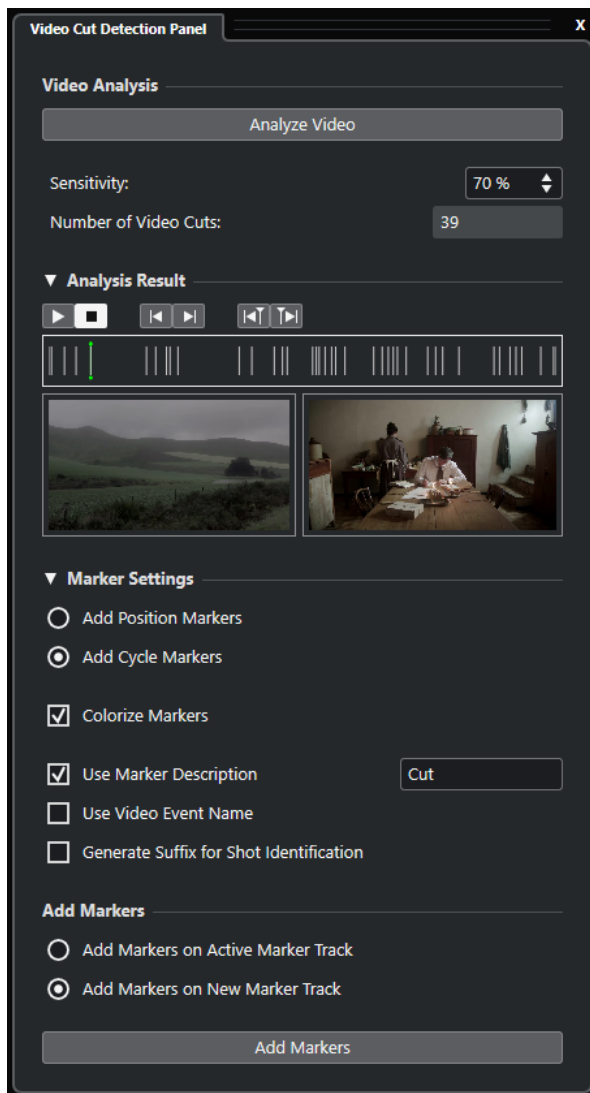 Video Cut Detection Panel
X
Video Analysis
Analyze Video
Sensitivity:
70 %
Number of Video Cuts:
39
Analysis Result
Marker Settings
Add Position Markers
Add Cycle Markers
Colorize Markers
Use Marker Description
Cut
Use Video Event Name
Generate Suffix for Shot Identification
Add Markers
Add Markers on Active Marker Track
Add Markers on New Marker Track
Add Markers